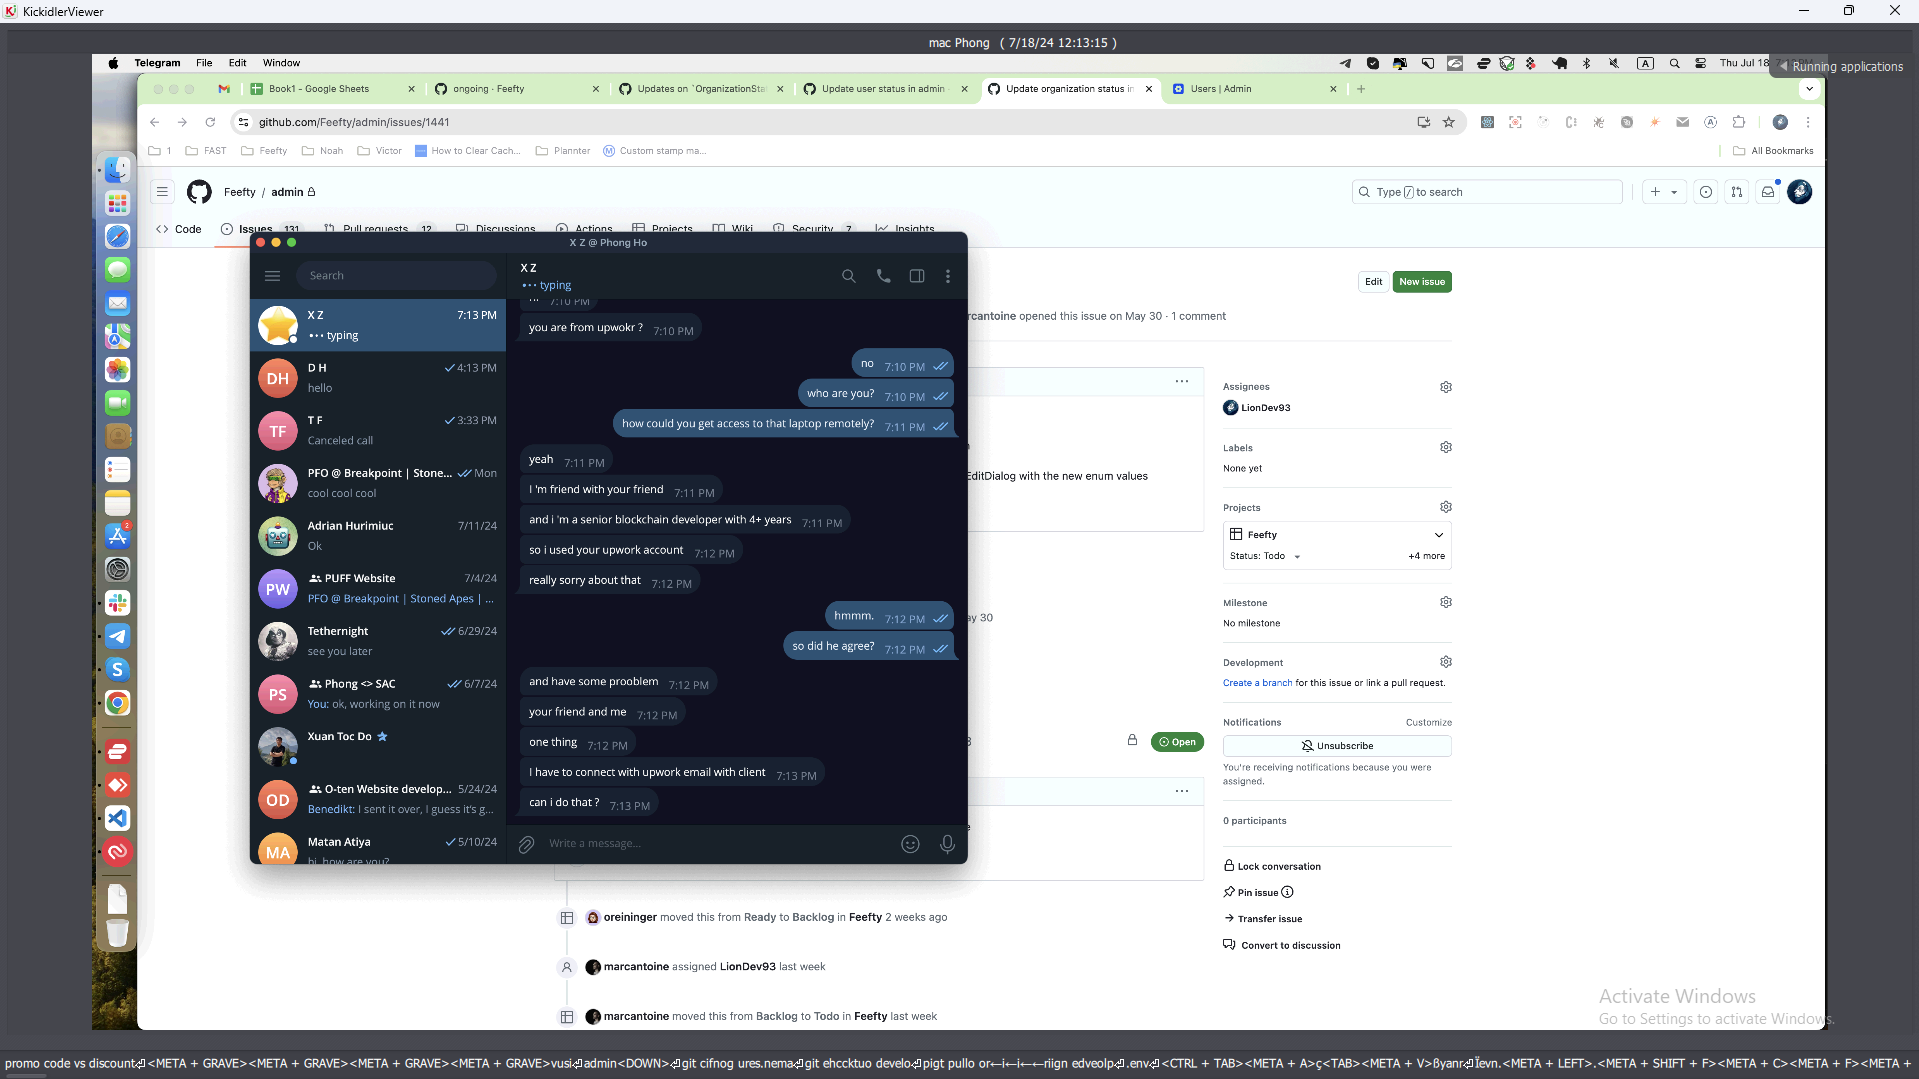 KickidlerViewer
mac Phong ( 7/18/24 12:13:15 )
Telegram File Edit Window
Thu Jul 18
Running applications
Book1 - Google Sheets
ongoing · Feefty
Updates on `OrganizationSta
Update user status in admin
Update organization status in
Users | Admin
github.com/Feefty/admin/issues/1441
1
FAST
Feefty
Noah
Victor
How to Clear Cach...
Plannter
Custom stamp ma...
All Bookmarks
Feefty / admin
Type / to search
Code
Issues 131
Pull requests 12
Discussions
Actions
Projects
Wiki
Security 7
Insights
X Z @ Phong Ho
Search
X Z 7:13 PM
••• typing
D H 4:13 PM
hello
T F 3:33 PM
Canceled call
PFO @ Breakpoint | Stone... Mon
cool cool cool
Adrian Hurimiuc 7/11/24
Ok
PUFF Website 7/4/24
PFO @ Breakpoint | Stoned Apes | ...
Tethernight 6/29/24
see you later
Phong <> SAC 6/7/24
You: ok, working on it now
Xuan Toc Do
O-ten Website develop... 5/24/24
Benedikt: I sent it over, I guess it's g...
Matan Atiya 5/10/24
hi, how are you?
DH
TF
PW
PS
OD
MA
X Z
••• typing
7:10 PM
you are from upwokr ? 7:10 PM
no 7:10 PM
who are you? 7:10 PM
how could you get access to that laptop remotely? 7:11 PM
yeah 7:11 PM
I 'm friend with your friend 7:11 PM
and i 'm a senior blockchain developer with 4+ years 7:11 PM
so i used your upwork account 7:12 PM
really sorry about that 7:12 PM
hmmm. 7:12 PM
so did he agree? 7:12 PM
and have some prooblem 7:12 PM
your friend and me 7:12 PM
one thing 7:12 PM
I have to connect with upwork email with client 7:13 PM
can i do that ? 7:13 PM
Write a message...
Edit
New issue
rcantoine opened this issue on May 30 · 1 comment
EditDialog with the new enum values
ay 30
Open
Assignees
LionDev93
Labels
None yet
Projects
Feefty
Status: Todo
+4 more
Milestone
No milestone
Development
Create a branch for this issue or link a pull request.
Notifications
Customize
Unsubscribe
You're receiving notifications because you were
assigned.
0 participants
Lock conversation
Pin issue
Transfer issue
Convert to discussion
oreininger moved this from Ready to Backlog in Feefty 2 weeks ago
marcantoine assigned LionDev93 last week
marcantoine moved this from Backlog to Todo in Feefty last week
Activate Windows
Go to Settings to activate Windows.
promo code vs discount⏎<META + GRAVE><META + GRAVE><META + GRAVE><META + GRAVE>vusi⏎admin<DOWN>⏎git cifnog ures.nema⏎git ehccktuo develo⏎pigt pullo or←i←i←←riign edveolp⏎.env⏎<CTRL + TAB><META + A>ç<TAB><META + V>ßyanr⏎Ïevn.<META + LEFT>.<META + SHIFT + F><META + C><META + F><META +